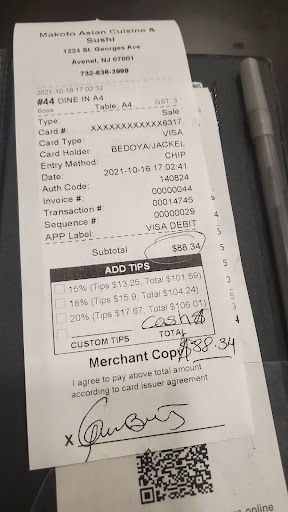 Makoto Asian Cuisine &
Sushi
1224 St. Georges Ave
Avenel, NJ 07001
732-636-3999
2021-10-16 17:02:32
#44 DINE IN A4
Boss Table: A4 GST: 3
Type: Sale
Card #: XXXXXXXXXXXX6317
Card Type: VISA
Card Holder: BEDOYA/JACKEL
Entry Method: CHIP
Date: 2021-10-16 17:02:41
Auth Code: 140824
Invoice #: 00000044
Transaction #: 00014745
Sequence #: 00000029
APP Label: VISA DEBIT
Subtotal $88.34
ADD TIPS
15% (Tips $13.25, Total $101.59)
18% (Tips $15.9, Total $104.24)
20% (Tips $17.67, Total $106.01)
Cash $
CUSTOM TIPS TOTAL
Merchant Copy $88.34
I agree to pay above total amount
according to card issuer agreement
X
online